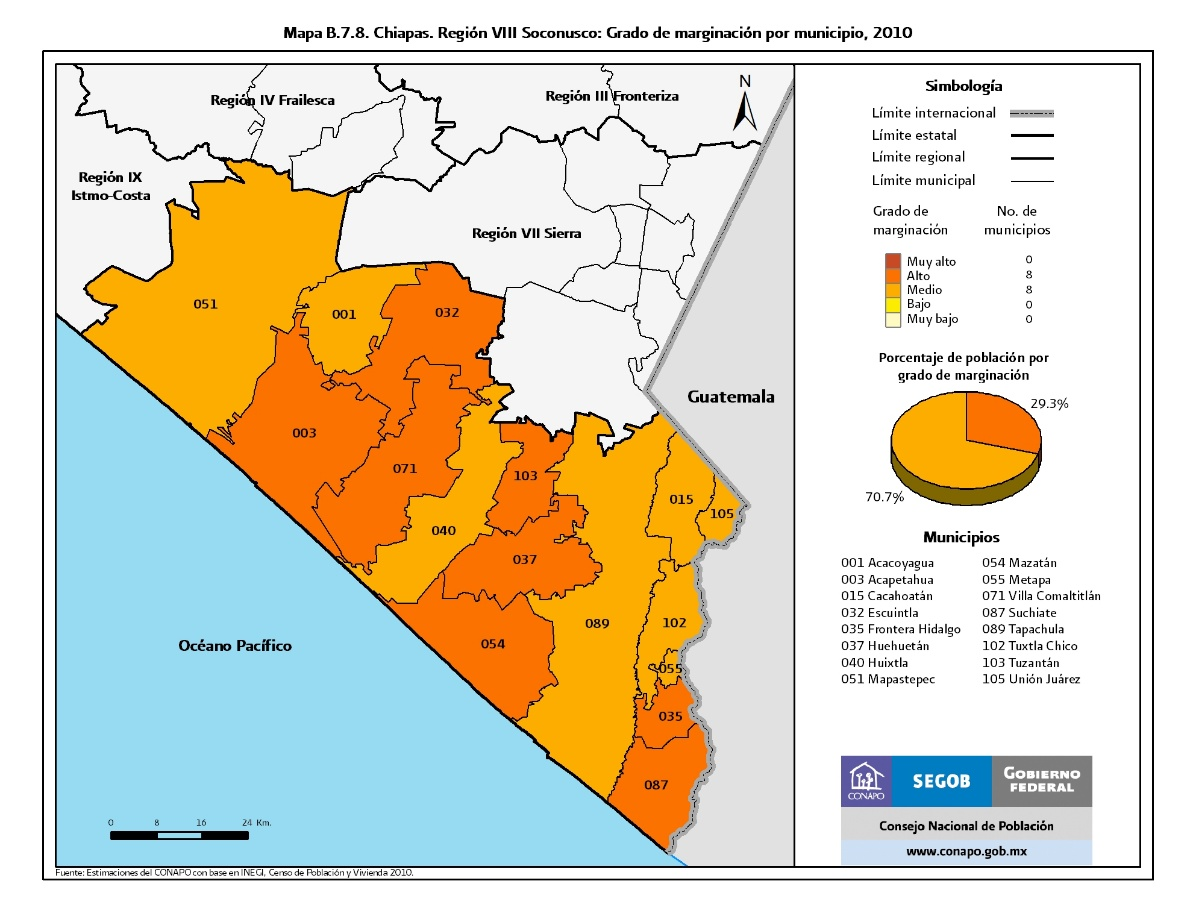 Mapa B.7.8. Chiapas. Región VIII Soconusco: Grado de marginación por municipio, 2010
Región IV Frailesca
Región III Fronteriza
N
Región IX
Istmo-Costa
Región VII Sierra
051
001
032
Guatemala
003
071
103
015
105
040
037
089
102
054
055
035
087
Océano Pacífico
0 8 16 24 Km.
Simbología
Límite internacional
Límite estatal
Límite regional
Límite municipal
Grado de marginación
No. de municipios
Muy alto 0
Alto 8
Medio 8
Bajo 0
Muy bajo 0
Porcentaje de población por
grado de marginación
29.3%
70.7%
Municipios
001 Acacoyagua
003 Acapetahua
015 Cacahoatán
032 Escuintla
035 Frontera Hidalgo
037 Huehuetán
040 Huixtla
051 Mapastepec
054 Mazatán
055 Metapa
071 Villa Comaltitlán
087 Suchiate
089 Tapachula
102 Tuxtla Chico
103 Tuzantán
105 Unión Juárez
CONAPO
SEGOB
GOBIERNO
FEDERAL
Consejo Nacional de Población
www.conapo.gob.mx
Fuente: Estimaciones del CONAPO con base en INEGI, Censo de Población y Vivienda 2010.